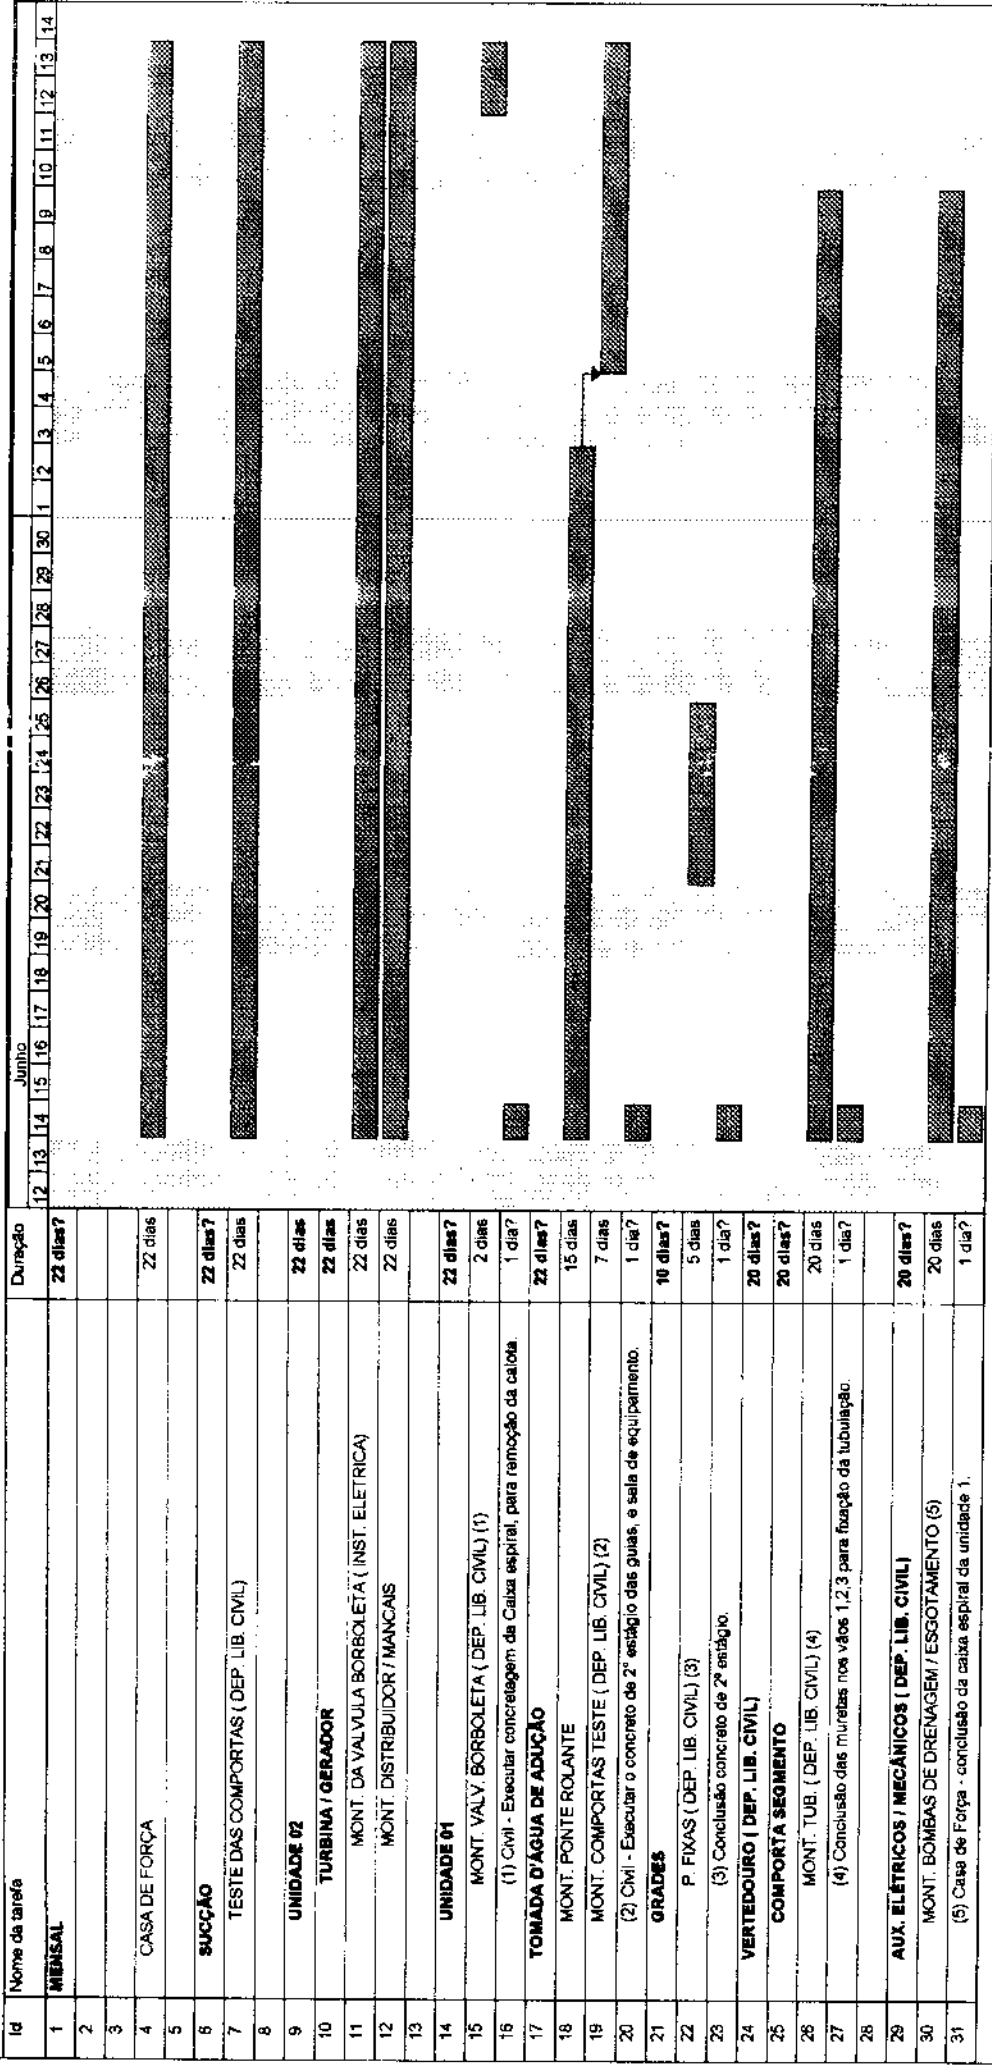 Id Nome da tarefa Duração Junho
12 13 14 15 16 17 18 19 20 21 22 23 24 25 26 27 28 29 30 1 2 3 4 5 6 7 8 9 10 11 12 13 14
1 MENSAL 22 dias?
2
3
4 CASA DE FORÇA 22 dias
5
6 SUCÇÃO 22 dias?
7 TESTE DAS COMPORTAS ( DEP. LIB. CIVIL) 22 dias
8
9 UNIDADE 02 22 dias?
10 TURBINA / GERADOR 22 dias?
11 MONT. DA VALVULA BORBOLETA ( INST. ELETRICA) 22 dias
12 MONT. DISTRIBUIDOR / MANCAIS 22 dias
13
14 UNIDADE 01 22 dias?
15 MONT. VALV. BORBOLETA ( DEP. LIB. CIVIL) (1) 2 dias
16 (1) Civil - Executar concretagem da Caixa espiral, para remoção da calota. 1 dia?
17 TOMADA D'ÁGUA DE ADUÇÃO 22 dias?
18 MONT. PONTE ROLANTE 15 dias
19 MONT. COMPORTAS TESTE ( DEP. LIB. CIVIL) (2) 7 dias
20 (2) Civil - Executar o concreto de 2º estágio das guias, e sala de equipamento. 1 dia?
21 GRADES 10 dias?
22 P. FIXAS ( DEP. LIB. CIVIL) (3) 5 dias
23 (3) Conclusão concreto de 2º estágio. 1 dia?
24 VERTEDOURO ( DEP. LIB. CIVIL) 20 dias?
25 COMPORTA SEGMENTO 20 dias?
26 MONT. TUB. ( DEP. LIB. CIVIL) (4) 20 dias
27 (4) Conclusão das muretas nos vãos 1,2,3 para fixação da tubulação. 1 dia?
28
29 AUX. ELÉTRICOS / MECÂNICOS ( DEP. LIB. CIVIL) 20 dias?
30 MONT. BOMBAS DE DRENAGEM / ESGOTAMENTO (5) 20 dias
31 (5) Casa de Força - conclusão da caixa espiral da unidade 1. 1 dia?